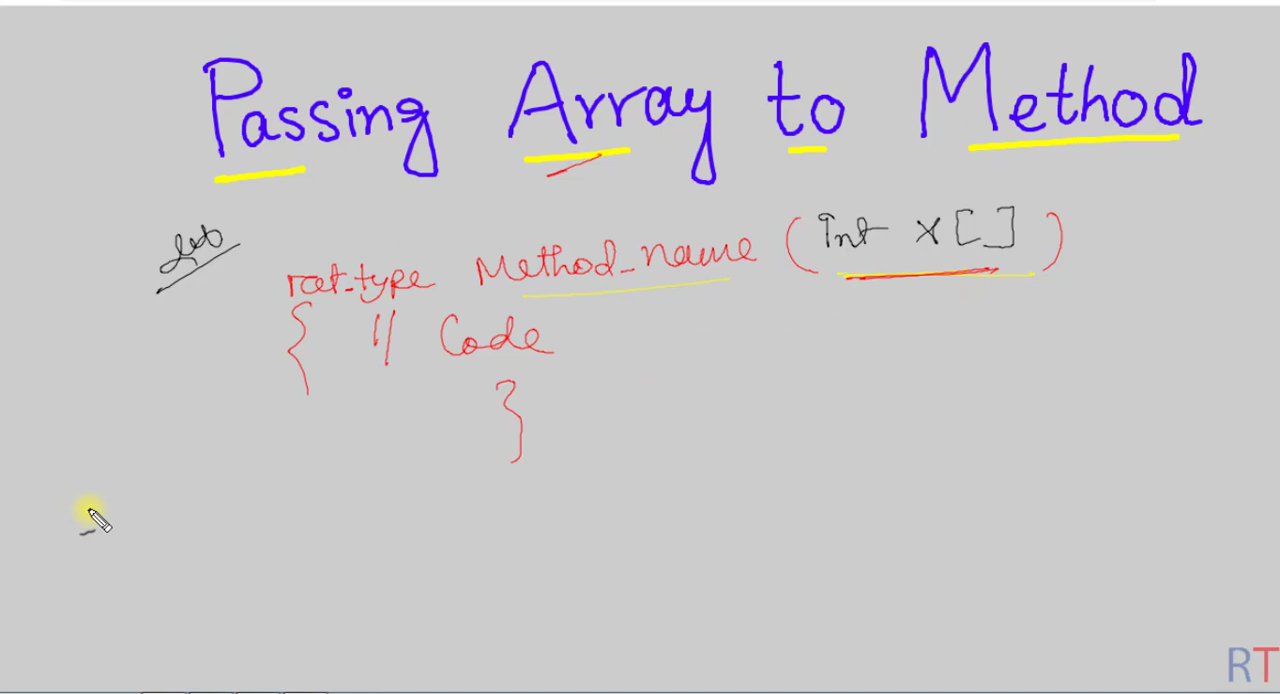 Passing Array to Method
ret-type Method_name (int x[])
{ // Code
}
RT